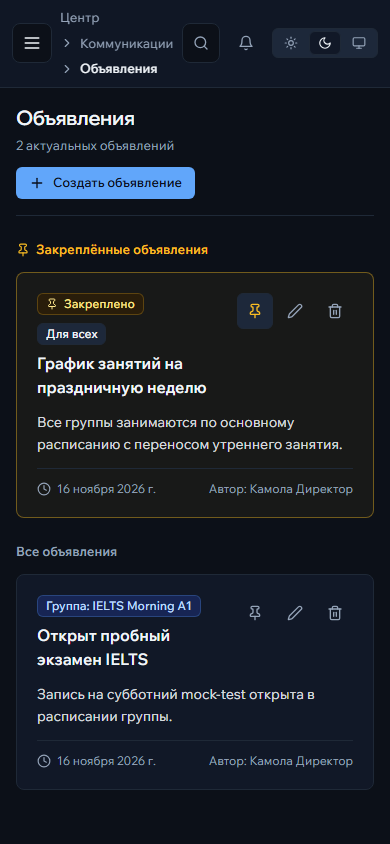 Центр
Коммуникации
Объявления
Объявления
2 актуальных объявлений
Создать объявление
Закреплённые объявления
Закреплено
Для всех
График занятий на
праздничную неделю
Все группы занимаются по основному
расписанию с переносом утреннего занятия.
16 ноября 2026 г.
Автор: Камола Директор
Все объявления
Группа: IELTS Morning A1
Открыт пробный
экзамен IELTS
Запись на субботний mock-test открыта в
расписании группы.
16 ноября 2026 г.
Автор: Камола Директор